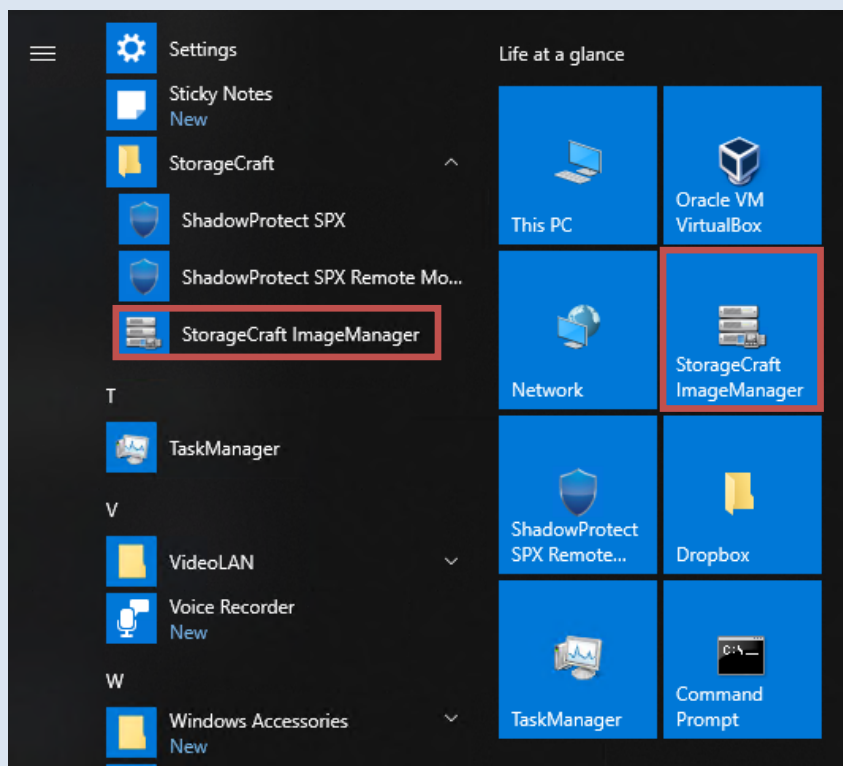 Settings
Sticky Notes
New
StorageCraft
ShadowProtect SPX
ShadowProtect SPX Remote Mo...
StorageCraft ImageManager
T
TaskManager
V
VideoLAN
Voice Recorder
New
W
Windows Accessories
New
Life at a glance
This PC
Oracle VM
VirtualBox
Network
StorageCraft
ImageManager
ShadowProtect
SPX Remote...
Dropbox
TaskManager
C:\_
Command
Prompt